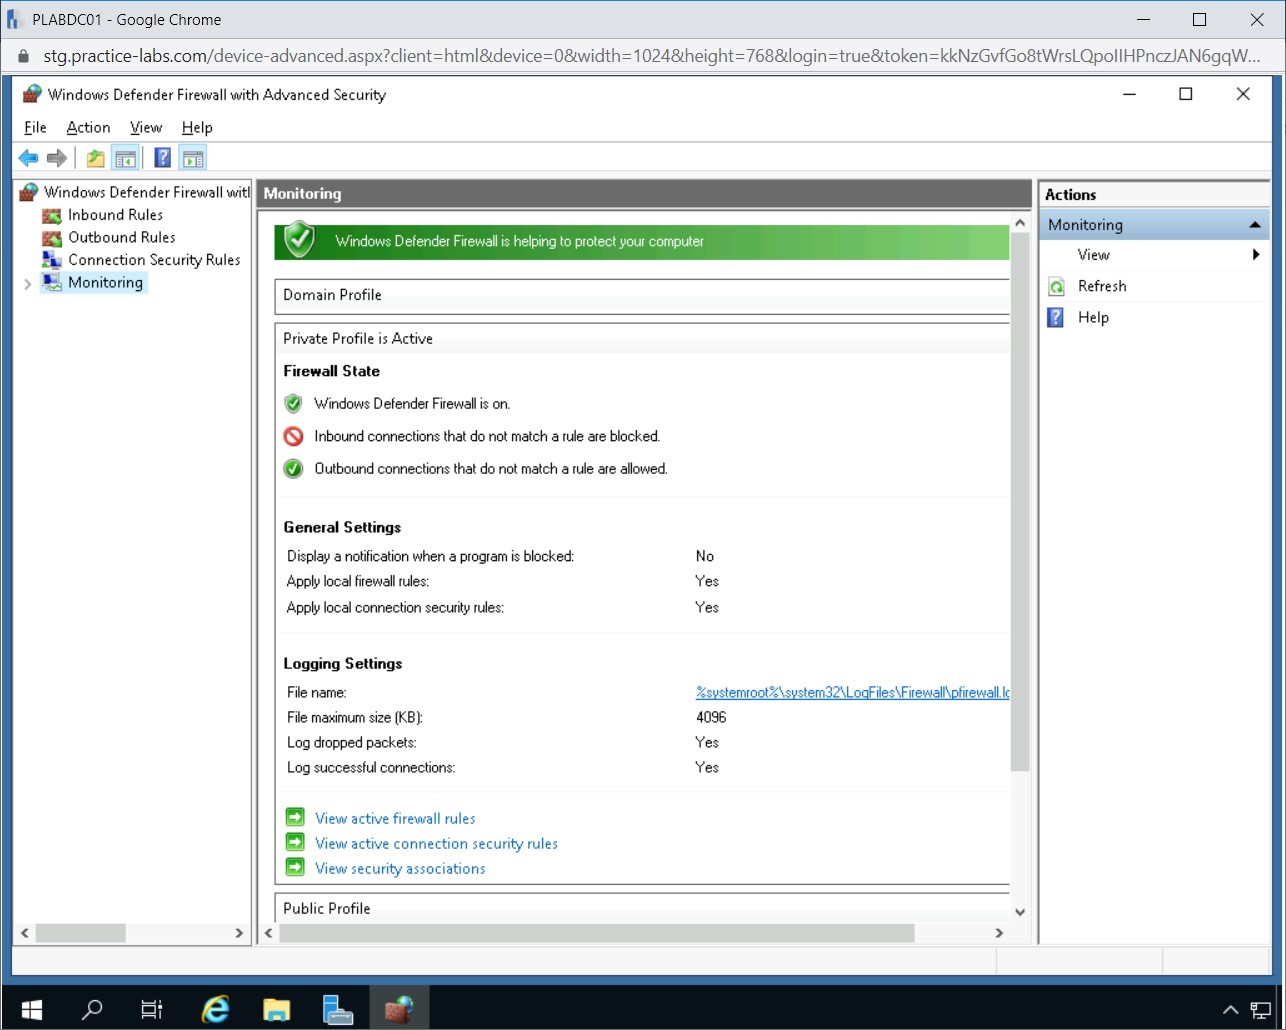 PLABDC01 - Google Chrome
stg.practice-labs.com/device-advanced.aspx?client=html&device=0&width=1024&height=768&login=true&token=kkNzGvfGo8tWrsLQpoIIHPnczJAN6gqW...
Windows Defender Firewall with Advanced Security
File Action View Help
Windows Defender Firewall witl
Inbound Rules
Outbound Rules
Connection Security Rules
Monitoring
Monitoring
Windows Defender Firewall is helping to protect your computer
Domain Profile
Private Profile is Active
Firewall State
Windows Defender Firewall is on.
Inbound connections that do not match a rule are blocked.
Outbound connections that do not match a rule are allowed.
General Settings
Display a notification when a program is blocked: No
Apply local firewall rules: Yes
Apply local connection security rules: Yes
Logging Settings
File name: %systemroot%\system32\LogFiles\Firewall\pfirewall.lo
File maximum size (KB): 4096
Log dropped packets: Yes
Log successful connections: Yes
View active firewall rules
View active connection security rules
View security associations
Public Profile
Actions
Monitoring
View
Refresh
Help